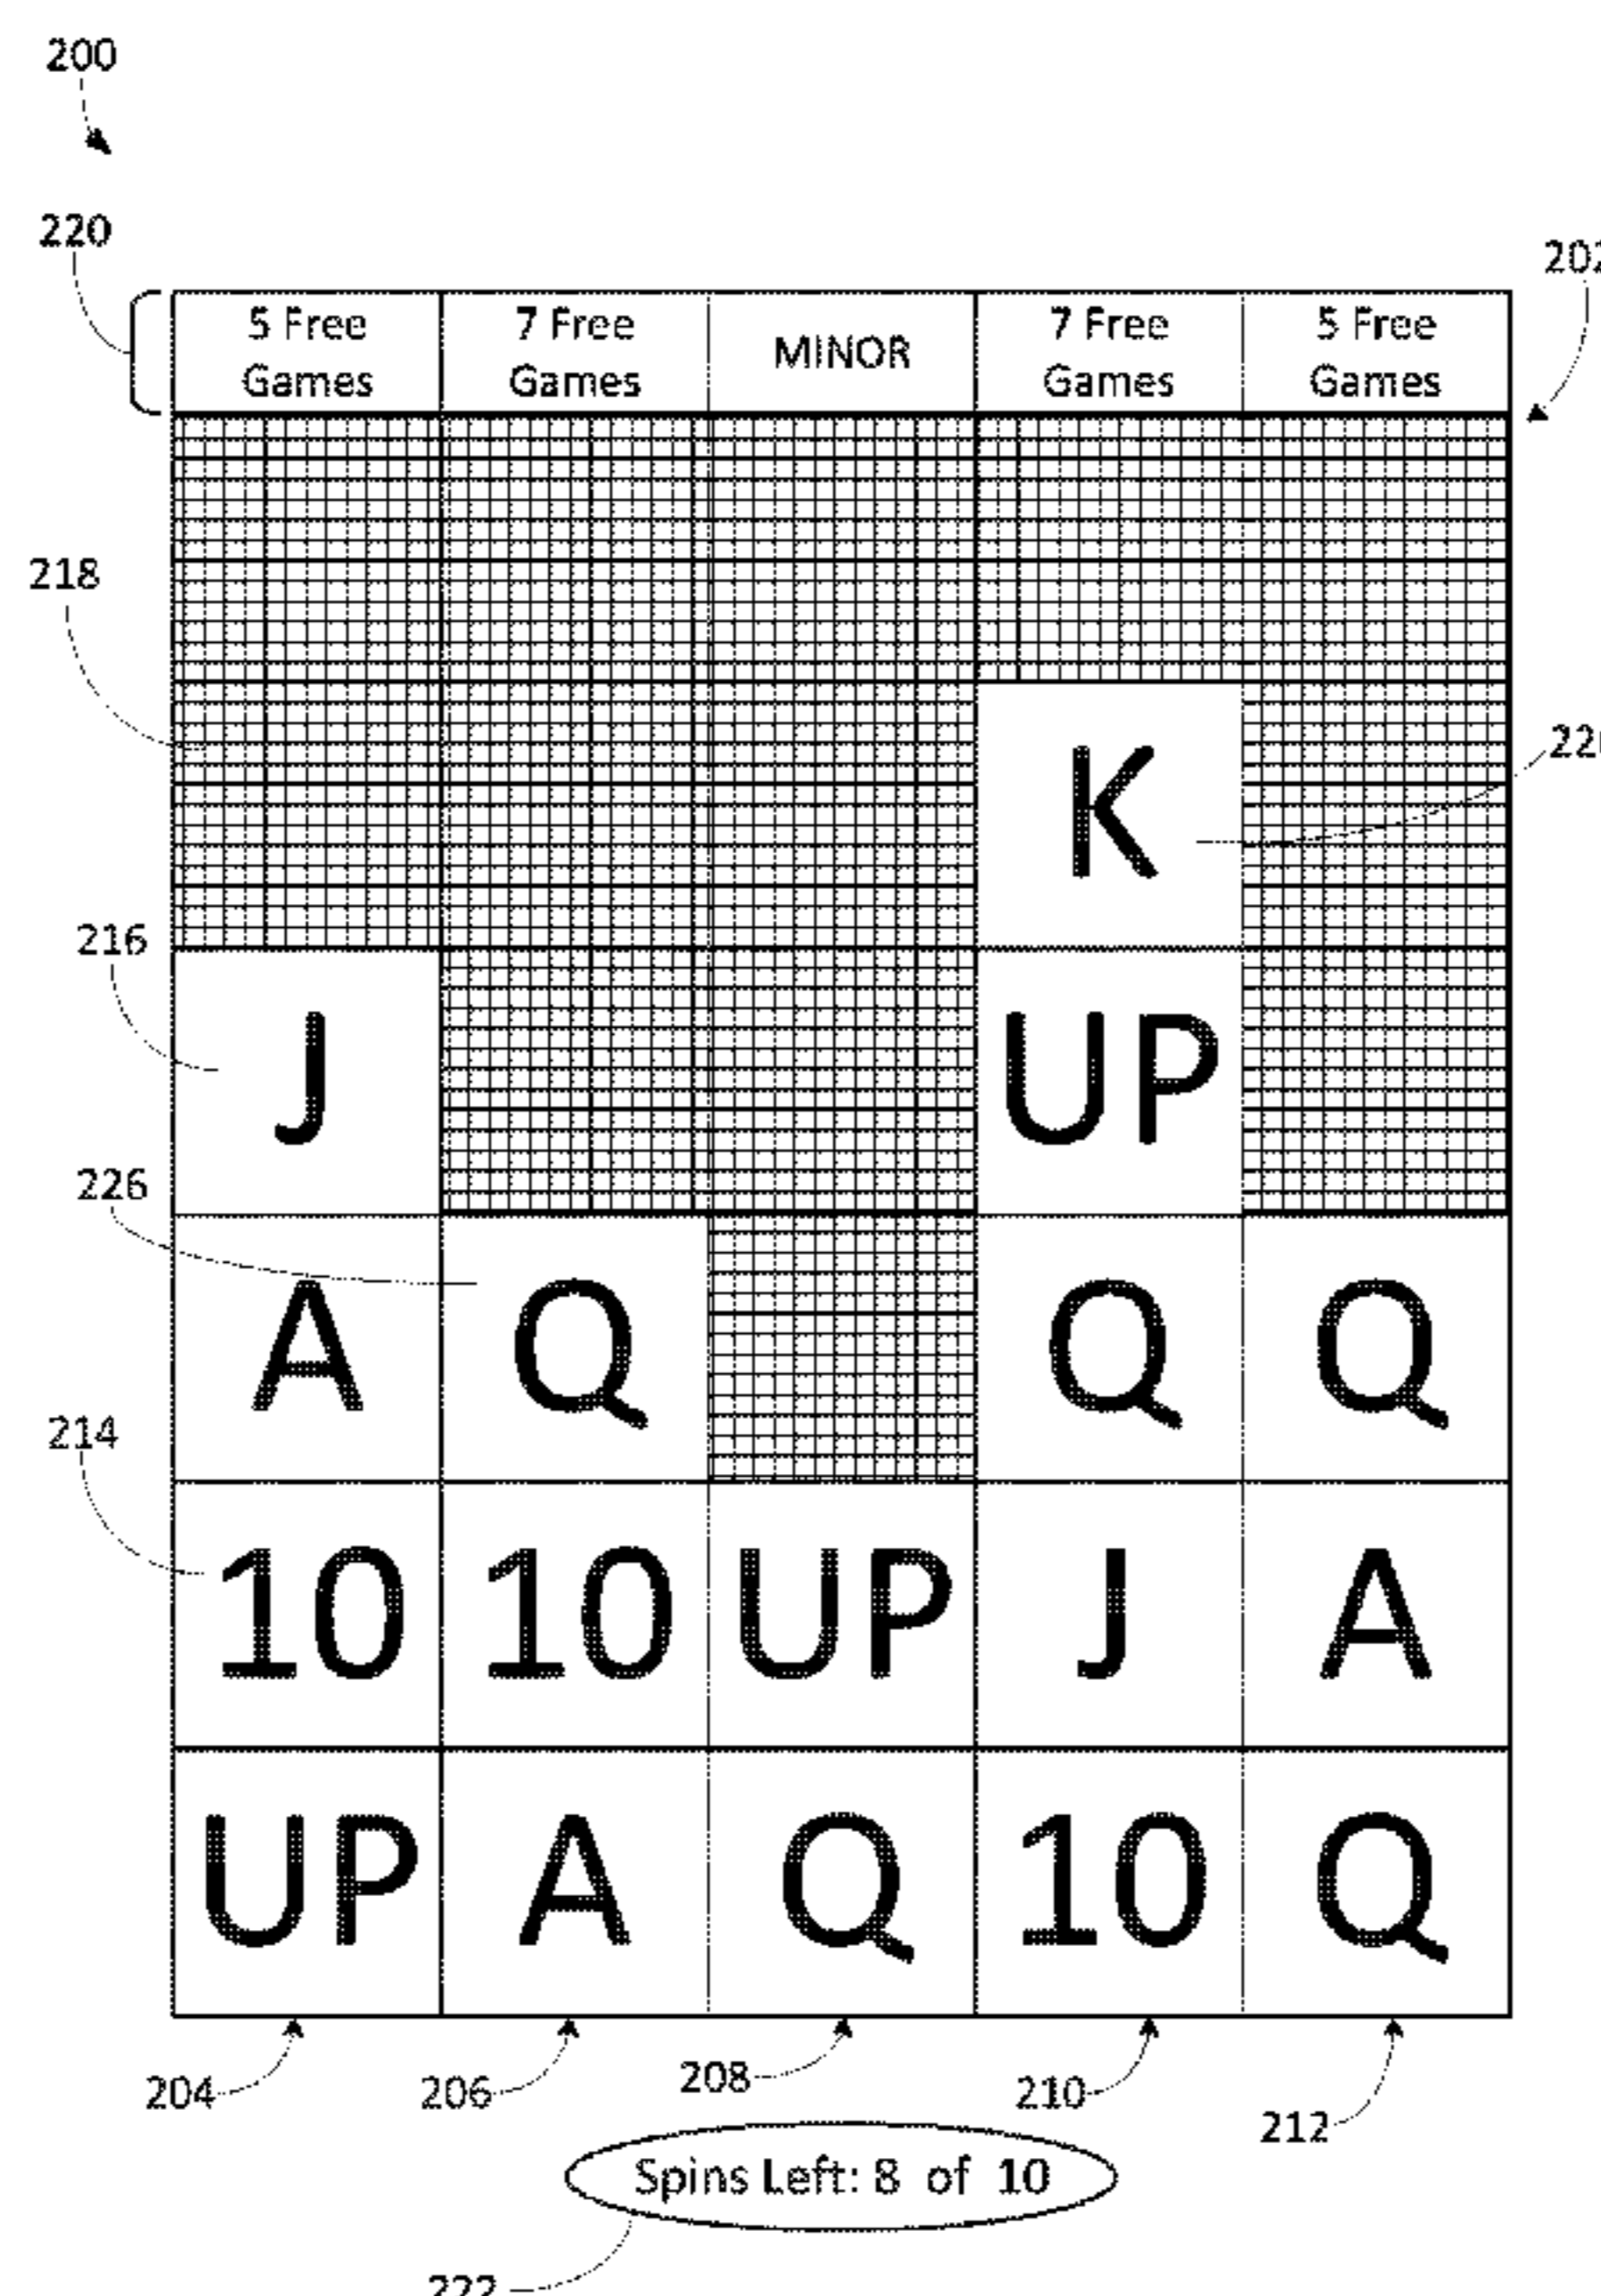 200
220
202
5 Free Games 7 Free Games MINOR 7 Free Games 5 Free Games
218
K
216
J UP
226
A Q Q Q
214
10 10 UP J A
UP A Q 10 Q
204 206 208 210 212
Spins Left: 8 of 10
222